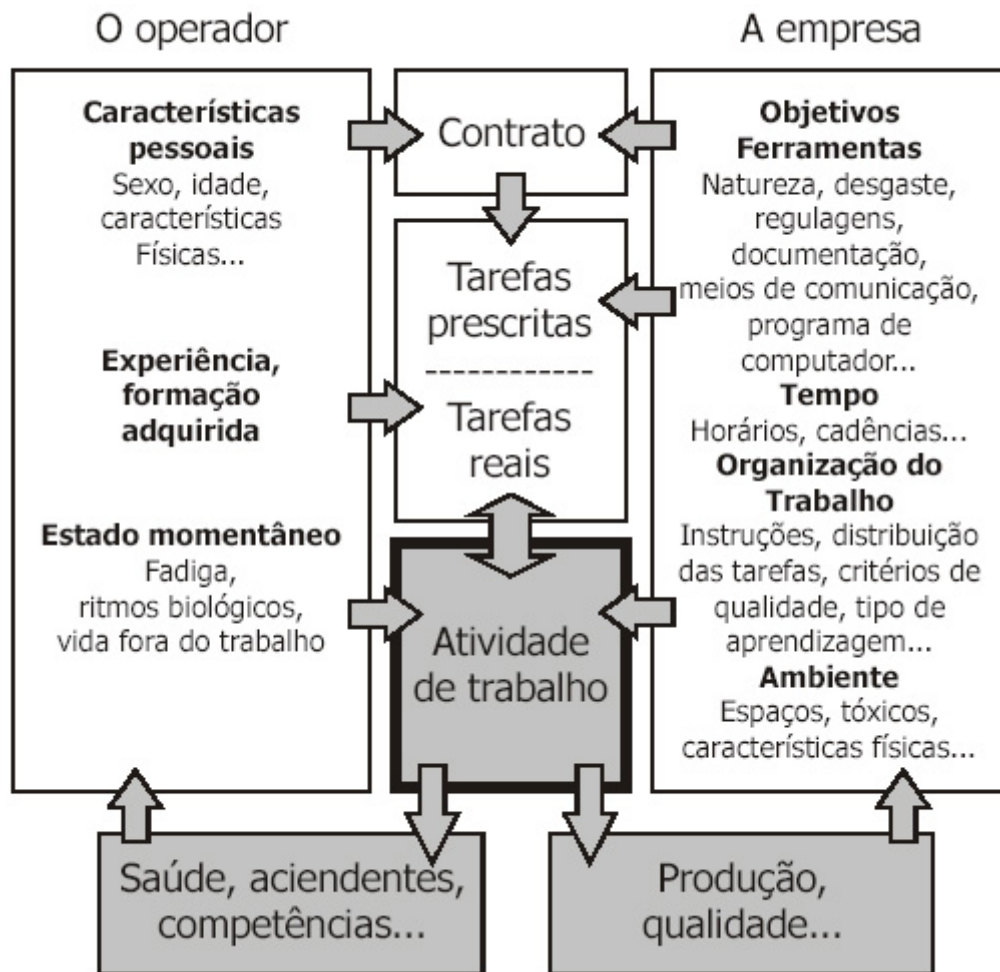 O operador
Características
pessoais
Sexo, idade,
características
Físicas...
Experiência,
formação
adquirida
Estado momentâneo
Fadiga,
ritmos biológicos,
vida fora do trabalho
Contrato
Tarefas
prescritas
------------
Tarefas
reais
Atividade
de trabalho
A empresa
Objetivos
Ferramentas
Natureza, desgaste,
regulagens,
documentação,
meios de comunicação,
programa de
computador...
Tempo
Horários, cadências...
Organização do
Trabalho
Instruções, distribuição
das tarefas, critérios de
qualidade, tipo de
aprendizagem...
Ambiente
Espaços, tóxicos,
características físicas...
Saúde, aciendentes,
competências...
Produção,
qualidade...